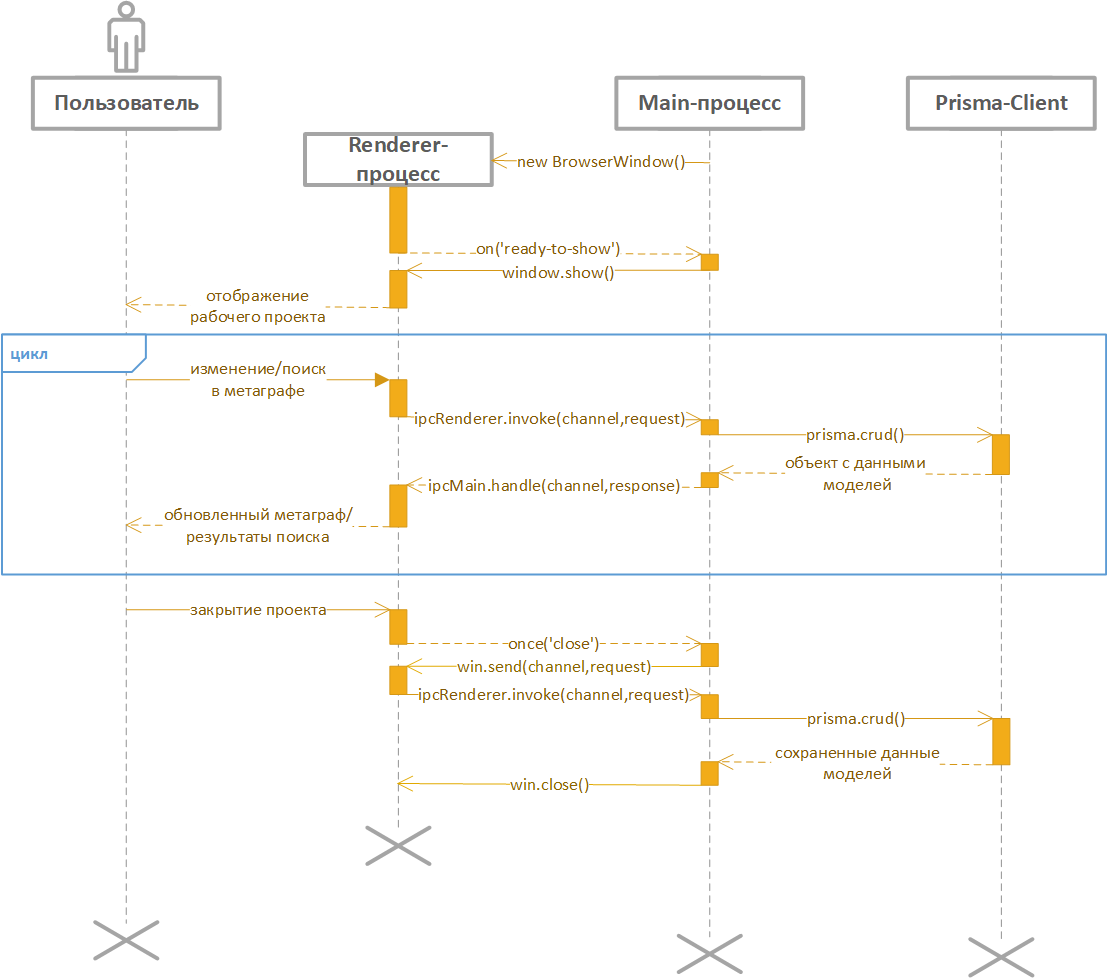 Пользователь
Main-процесс
Prisma-Client
Renderer-
процесс
new BrowserWindow()
on('ready-to-show')
window.show()
отображение
рабочего проекта
цикл
изменение/поиск
в метаграфе
ipcRenderer.invoke(channel,request)
prisma.crud()
объект с данными
моделей
ipcMain.handle(channel,response)
обновленный метаграф/
результаты поиска
закрытие проекта
once('close')
win.send(channel,request)
ipcRenderer.invoke(channel,request)
prisma.crud()
сохраненные данные
моделей
win.close()